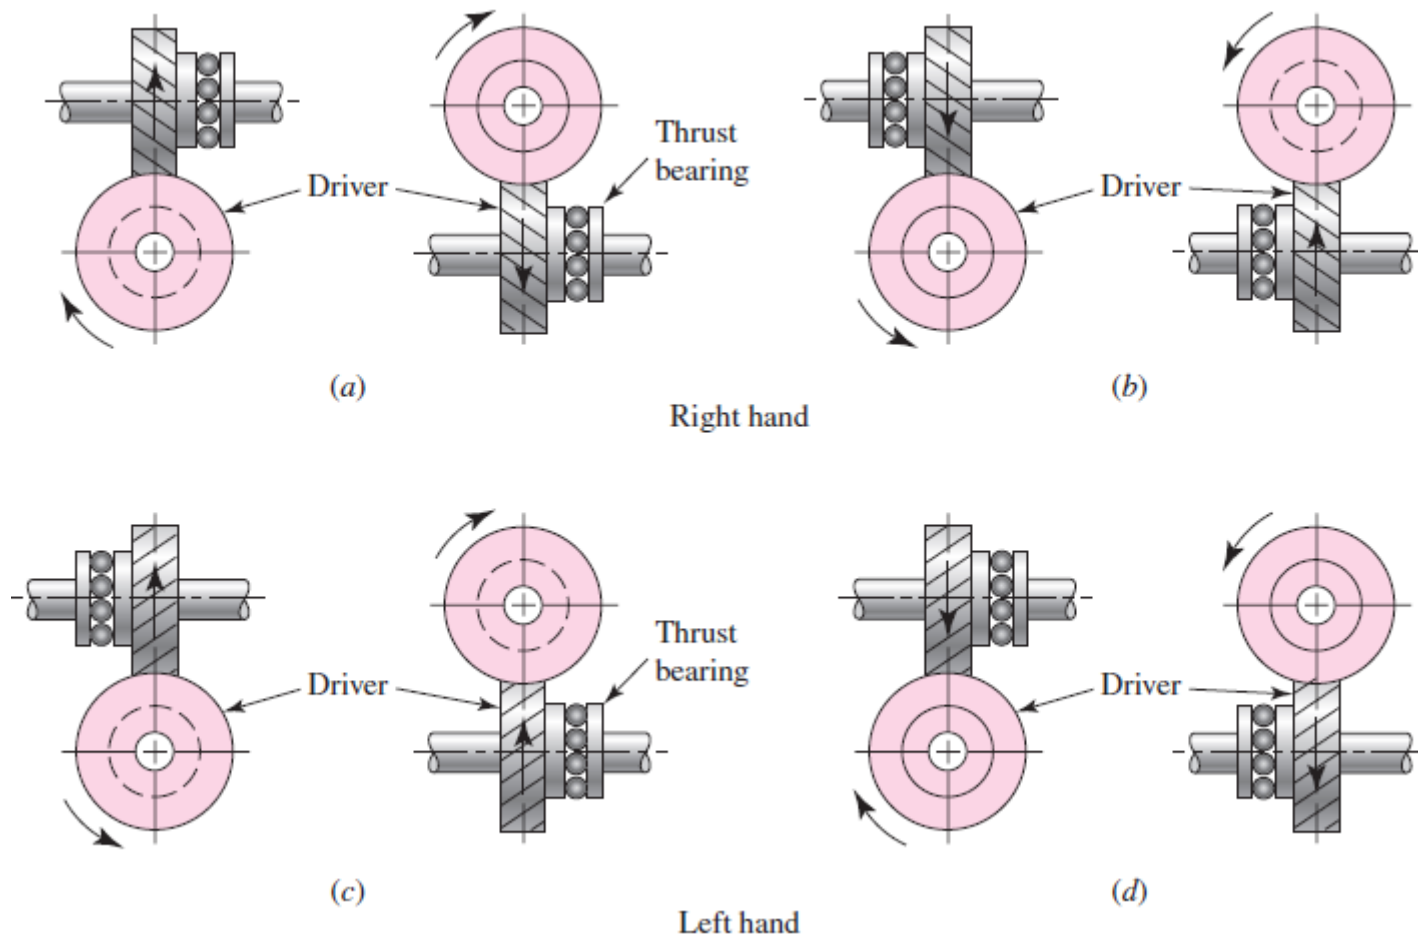 Thrust
bearing
Driver
Driver
(a)
(b)
Right hand
Thrust
bearing
Driver
Driver
(c)
(d)
Left hand